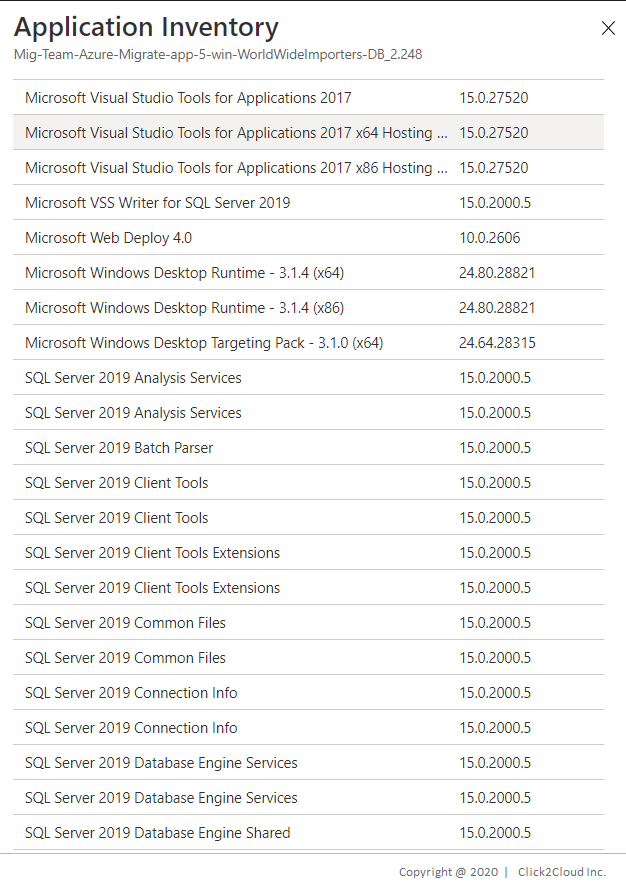 Application Inventory
Mig-Team-Azure-Migrate-app-5-win-WorldWideImporters-DB_2.248
Microsoft Visual Studio Tools for Applications 2017 15.0.27520
Microsoft Visual Studio Tools for Applications 2017 x64 Hosting ... 15.0.27520
Microsoft Visual Studio Tools for Applications 2017 x86 Hosting ... 15.0.27520
Microsoft VSS Writer for SQL Server 2019 15.0.2000.5
Microsoft Web Deploy 4.0 10.0.2606
Microsoft Windows Desktop Runtime - 3.1.4 (x64) 24.80.28821
Microsoft Windows Desktop Runtime - 3.1.4 (x86) 24.80.28821
Microsoft Windows Desktop Targeting Pack - 3.1.0 (x64) 24.64.28315
SQL Server 2019 Analysis Services 15.0.2000.5
SQL Server 2019 Analysis Services 15.0.2000.5
SQL Server 2019 Batch Parser 15.0.2000.5
SQL Server 2019 Client Tools 15.0.2000.5
SQL Server 2019 Client Tools 15.0.2000.5
SQL Server 2019 Client Tools Extensions 15.0.2000.5
SQL Server 2019 Client Tools Extensions 15.0.2000.5
SQL Server 2019 Common Files 15.0.2000.5
SQL Server 2019 Common Files 15.0.2000.5
SQL Server 2019 Connection Info 15.0.2000.5
SQL Server 2019 Connection Info 15.0.2000.5
SQL Server 2019 Database Engine Services 15.0.2000.5
SQL Server 2019 Database Engine Services 15.0.2000.5
SQL Server 2019 Database Engine Shared 15.0.2000.5
Copyright @ 2020 | Click2Cloud Inc.